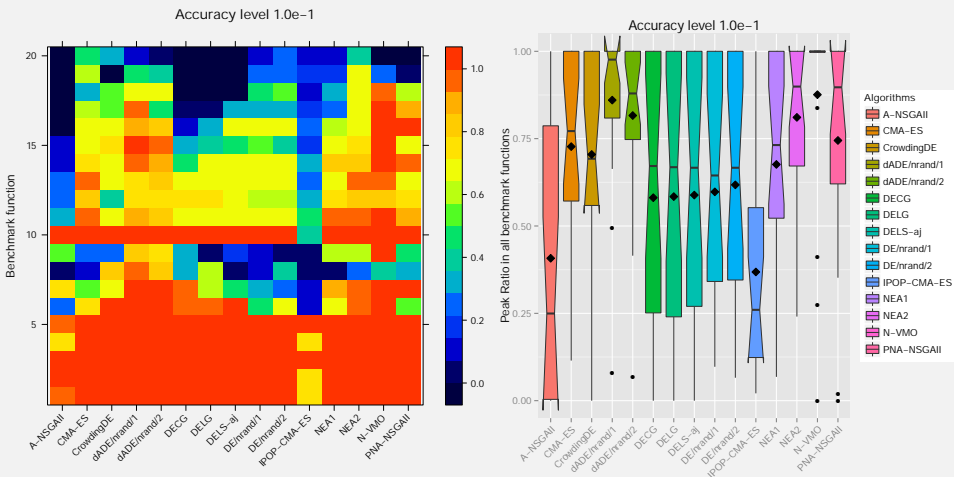 Accuracy level 1.0e−1
Benchmark function
20
15
10
5
A−NSGAII
CMA−ES
CrowdingDE
dADE/nrand/1
dADE/nrand/2
DECG
DELG
DELS−aj
DE/nrand/1
DE/nrand/2
IPOP−CMA−ES
NEA1
NEA2
N−VMO
PNA−NSGAII
1.0
0.8
0.6
0.4
0.2
0.0
Accuracy level 1.0e−1
Peak Ratio in all benchmark functions
1.00
0.75
0.50
0.25
0.00
A−NSGAII
CMA−ES
CrowdingDE
dADE/nrand/1
dADE/nrand/2
DECG
DELG
DELS−aj
DE/nrand/1
DE/nrand/2
IPOP−CMA−ES
NEA1
NEA2
N−VMO
PNA−NSGAII
Algorithms
A−NSGAII
CMA−ES
CrowdingDE
dADE/nrand/1
dADE/nrand/2
DECG
DELG
DELS−aj
DE/nrand/1
DE/nrand/2
IPOP−CMA−ES
NEA1
NEA2
N−VMO
PNA−NSGAII